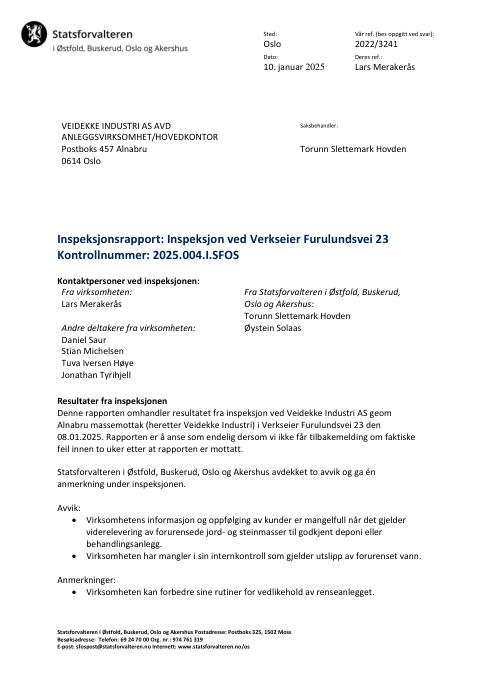 Statsforvalteren
i Østfold, Buskerud, Oslo og Akershus
Sted:
Oslo
Dato:
10. januar 2025
Vår ref. (bes oppgitt ved svar):
2022/3241
Deres ref.:
Lars Merakerås
VEIDEKKE INDUSTRI AS AVD
ANLEGGSVIRKSOMHET/HOVEDKONTOR
Postboks 457 Alnabru
0614 Oslo
Saksbehandler:
Torunn Slettemark Hovden
Inspeksjonsrapport: Inspeksjon ved Verkseier Furulundsvei 23
Kontrollnummer: 2025.004.I.SFOS
Kontaktpersoner ved inspeksjonen:
Fra virksomheten:
Lars Merakerås
Andre deltakere fra virksomheten:
Daniel Saur
Stian Michelsen
Tuva Iversen Høye
Jonathan Tyrihjell
Fra Statsforvalteren i Østfold, Buskerud,
Oslo og Akershus:
Torunn Slettemark Hovden
Øystein Solaas
Resultater fra inspeksjonen
Denne rapporten omhandler resultatet fra inspeksjon ved Veidekke Industri AS geom
Alnabru massemottak (heretter Veidekke Industri) i Verkseier Furulundsvei 23 den
08.01.2025. Rapporten er å anse som endelig dersom vi ikke får tilbakemelding om faktiske
feil innen to uker etter at rapporten er mottatt.
Statsforvalteren i Østfold, Buskerud, Oslo og Akershus avdekket to avvik og ga én
anmerkning under inspeksjonen.
Avvik:
• Virksomhetens informasjon og oppfølging av kunder er mangelfull når det gjelder
viderelevering av forurensede jord- og steinmasser til godkjent deponi eller
behandlingsanlegg.
• Virksomheten har mangler i sin internkontroll som gjelder utslipp av forurenset vann.
Anmerkninger:
• Virksomheten kan forbedre sine rutiner for vedlikehold av renseanlegget.
Statsforvalteren i Østfold, Buskerud, Oslo og Akershus Postadresse: Postboks 325, 1502 Moss
Besøksadresse: Telefon: 69 24 70 00 Org. nr.: 974 761 319
E-post: sfospost@statsforvalteren.no Internett: www.statsforvalteren.no/os